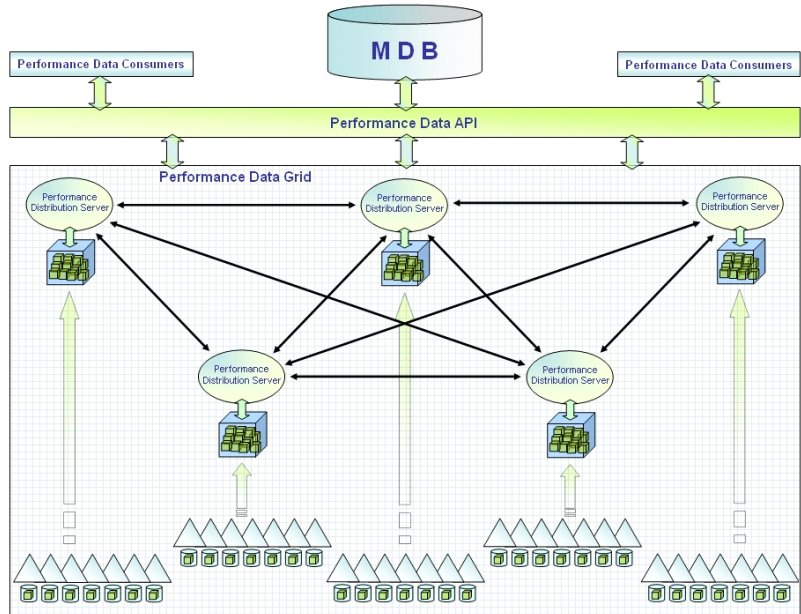 M D B
Performance Data Consumers
Performance Data Consumers
Performance Data API
Performance Data Grid
Performance
Distribution Server
Performance
Distribution Server
Performance
Distribution Server
Performance
Distribution Server
Performance
Distribution Server